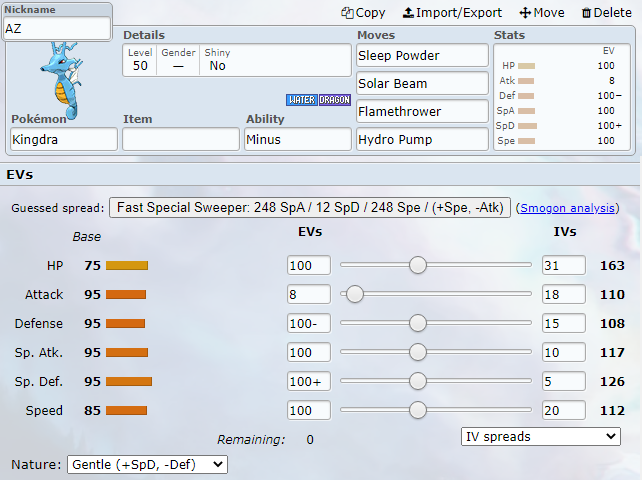 Nickname
AZ
Copy Import/Export Move Delete
Details
Level Gender Shiny
50 — No
WATER DRAGON
Moves
Sleep Powder
Solar Beam
Flamethrower
Hydro Pump
Stats
EV
HP 100
Atk 8
Def 100−
SpA 100
SpD 100+
Spe 100
Pokémon Item Ability
Kingdra Minus
EVs
Guessed spread: Fast Special Sweeper: 248 SpA / 12 SpD / 248 Spe / (+Spe, -Atk) (Smogon analysis)
Base EVs IVs
HP 75 100 31 163
Attack 95 8 18 110
Defense 95 100- 15 108
Sp. Atk. 95 100 10 117
Sp. Def. 95 100+ 5 126
Speed 85 100 20 112
Remaining: 0 IV spreads
Nature: Gentle (+SpD, -Def)